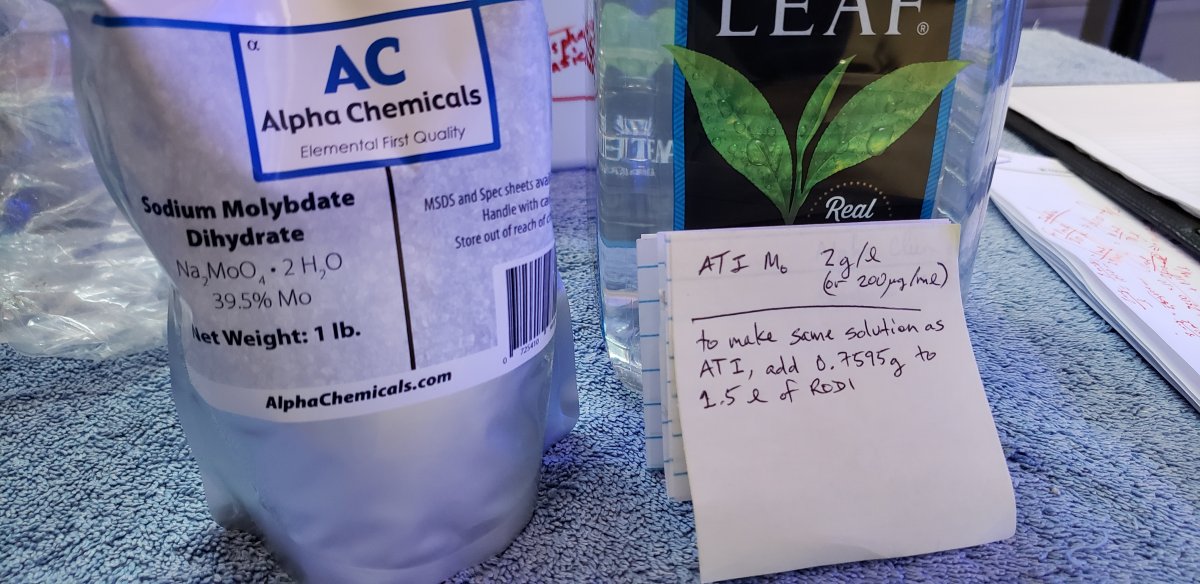 α
AC
Alpha Chemicals
Elemental First Quality
Sodium Molybdate
Dihydrate
Na₂MoO₄ • 2 H₂O
39.5% Mo
Net Weight: 1 lb.
AlphaChemicals.com
MSDS and Spec sheets
Handle with
Store out of reach of
0 725410
LEAF®
Real
ATI Mo 2g/l
(or 200µg/ml)
to make same solution as
ATI, add 0.7595g to
1.5 l of RODI